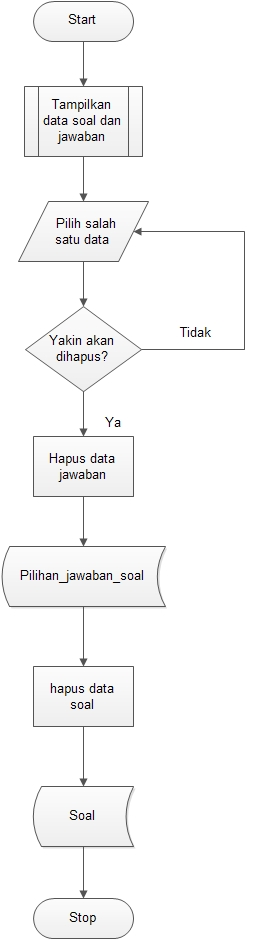 Start
Tampilkan
data soal dan
jawaban
Pilih salah
satu data
Yakin akan
dihapus?
Tidak
Ya
Hapus data
jawaban
Pilihan_jawaban_soal
hapus data
soal
Soal
Stop